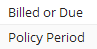 Billed or Due
Policy Period